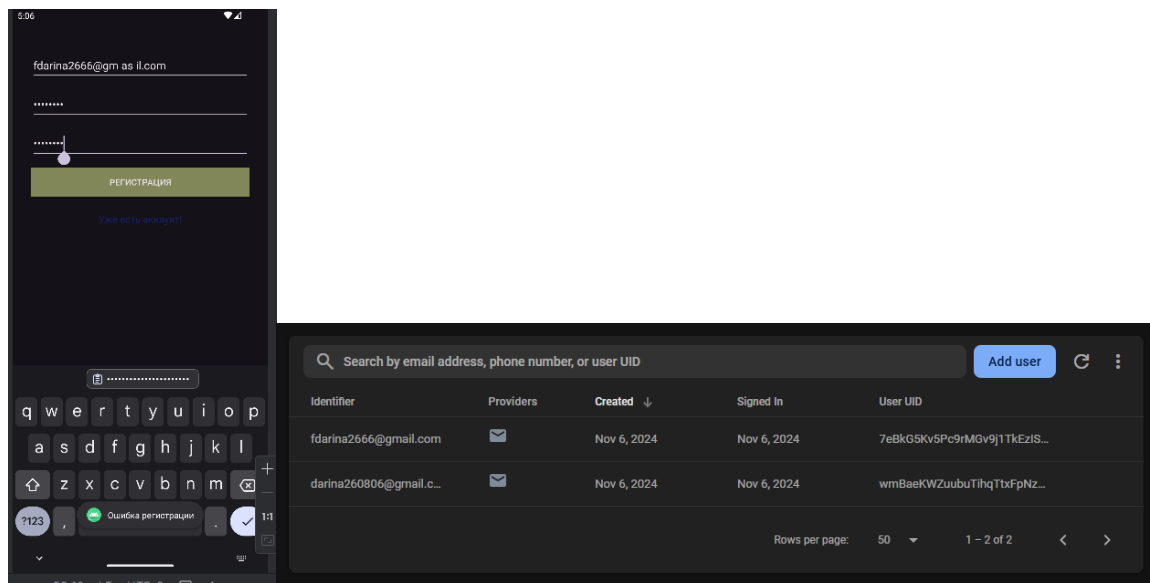 5:06
fdarina2666@gm as il.com
••••••••
••••••••
РЕГИСТРАЦИЯ
Уже есть аккаунт!
••••••••••••••••••••••
q w e r t y u i o p
a s d f g h j k l
z x c v b n m
?123 , .
Ошибка регистрации
1:1
Search by email address, phone number, or user UID
Add user
Identifier Providers Created Signed In User UID
fdarina2666@gmail.com Nov 6, 2024 Nov 6, 2024 7eBkG5Kv5Pc9rMGv9j1TkEzIS...
darina260806@gmail.c... Nov 6, 2024 Nov 6, 2024 wmBaeKWZuubuTihqTtxFpNz...
Rows per page: 50 1 – 2 of 2